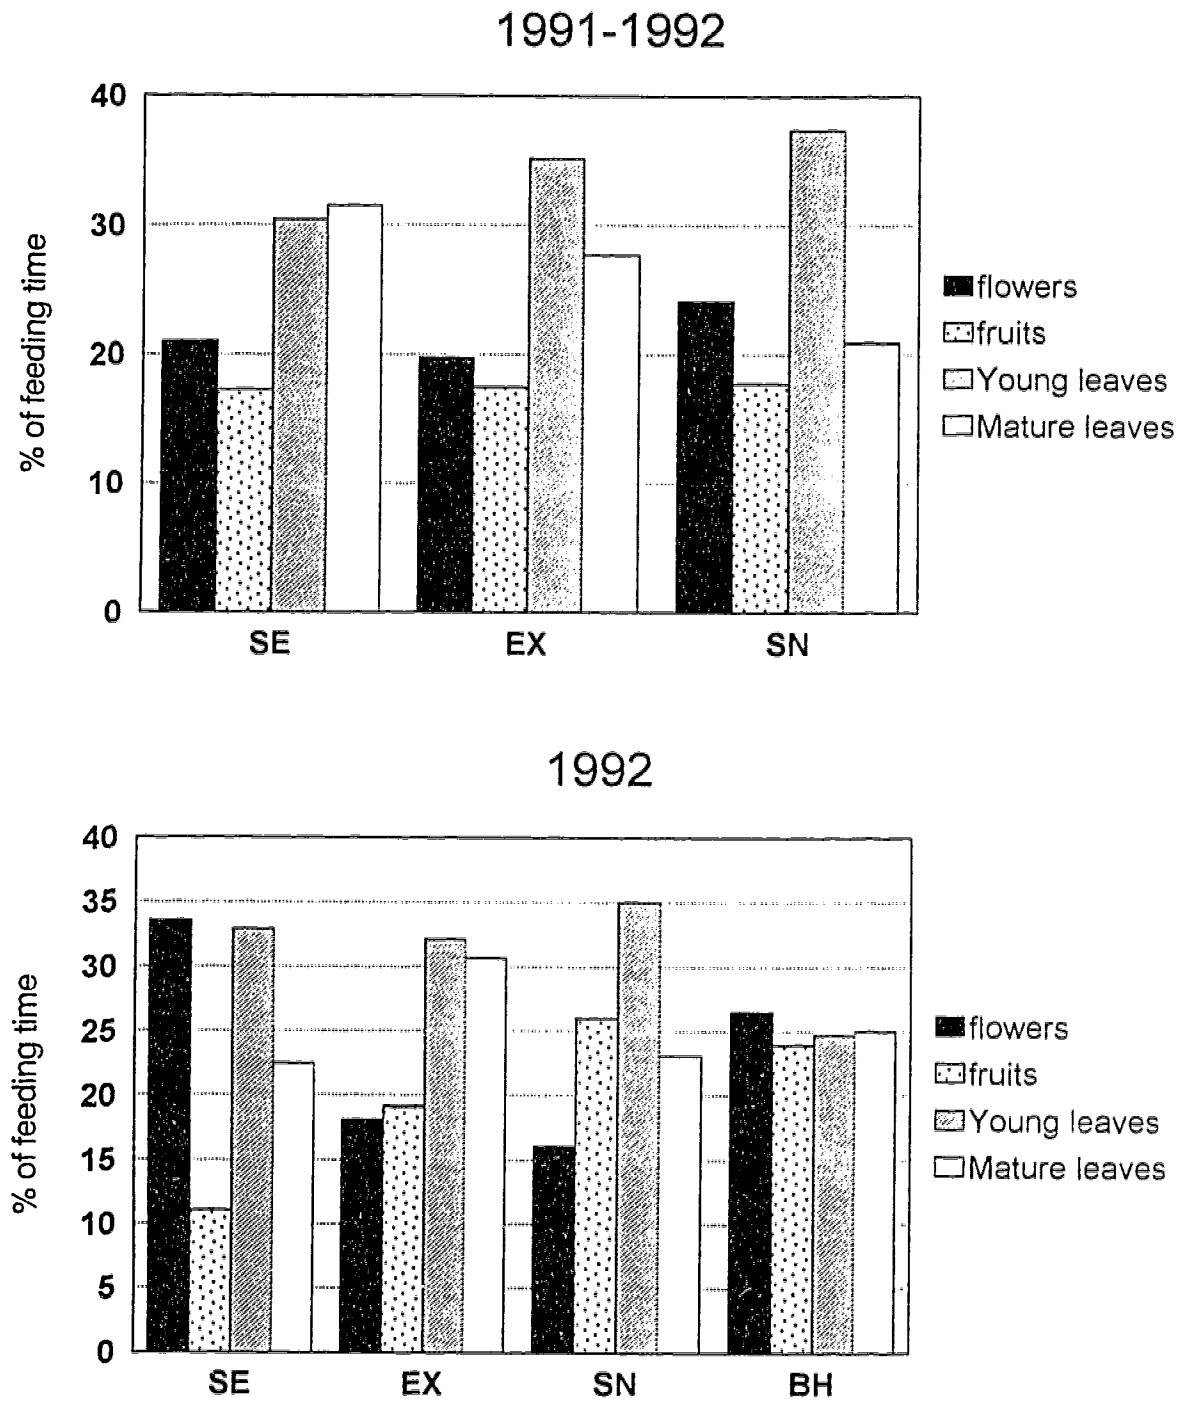 1991-1992
40
30
20
10
0
% of feeding time
SE EX SN
flowers
fruits
Young leaves
Mature leaves
1992
40
35
30
25
20
15
10
5
0
% of feeding time
SE EX SN BH
flowers
fruits
Young leaves
Mature leaves